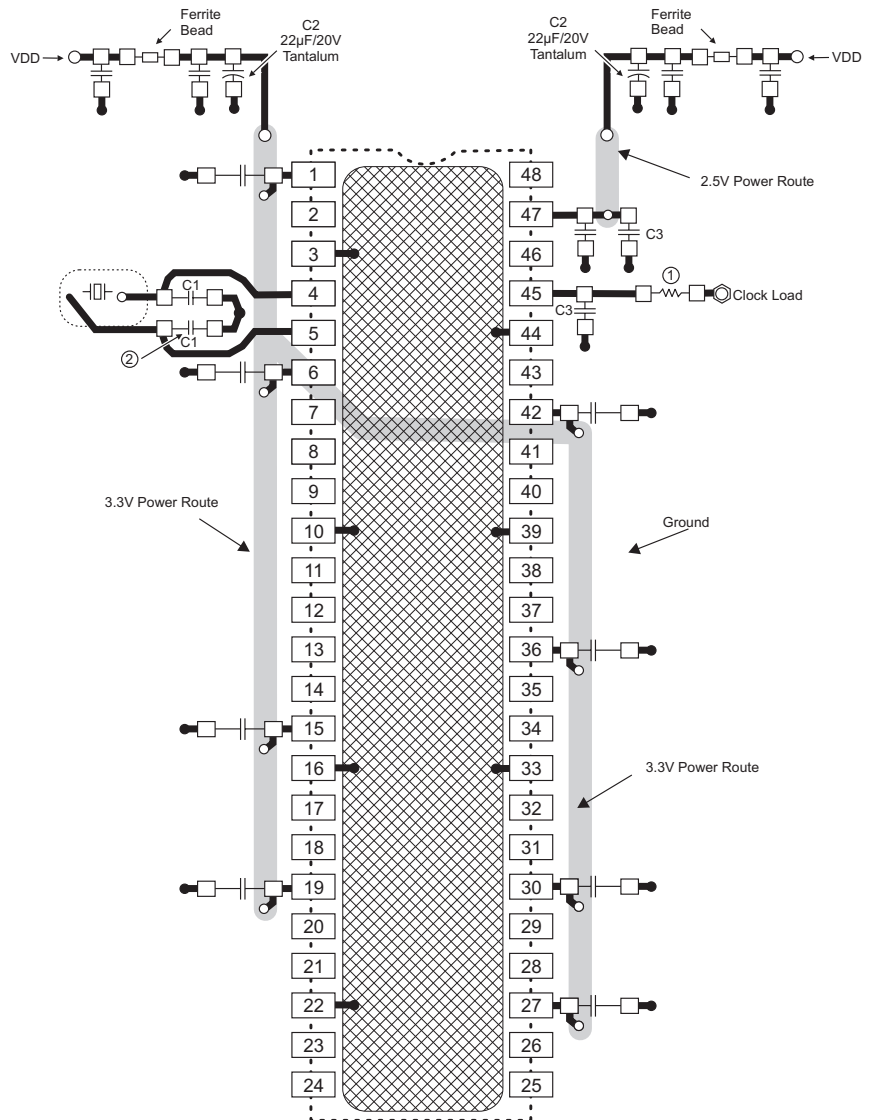 Ferrite
Bead
C2
22µF/20V
Tantalum
VDD
C2
22µF/20V
Tantalum
Ferrite
Bead
VDD
1
48
2.5V Power Route
2
47
C3
3
46
C1
4
45
C3
①
Clock Load
②
C1
5
44
6
43
7
42
8
41
9
40
3.3V Power Route
10
39
Ground
11
38
12
37
13
36
14
35
15
34
16
33
3.3V Power Route
17
32
18
31
19
30
20
29
21
28
22
27
23
26
24
25